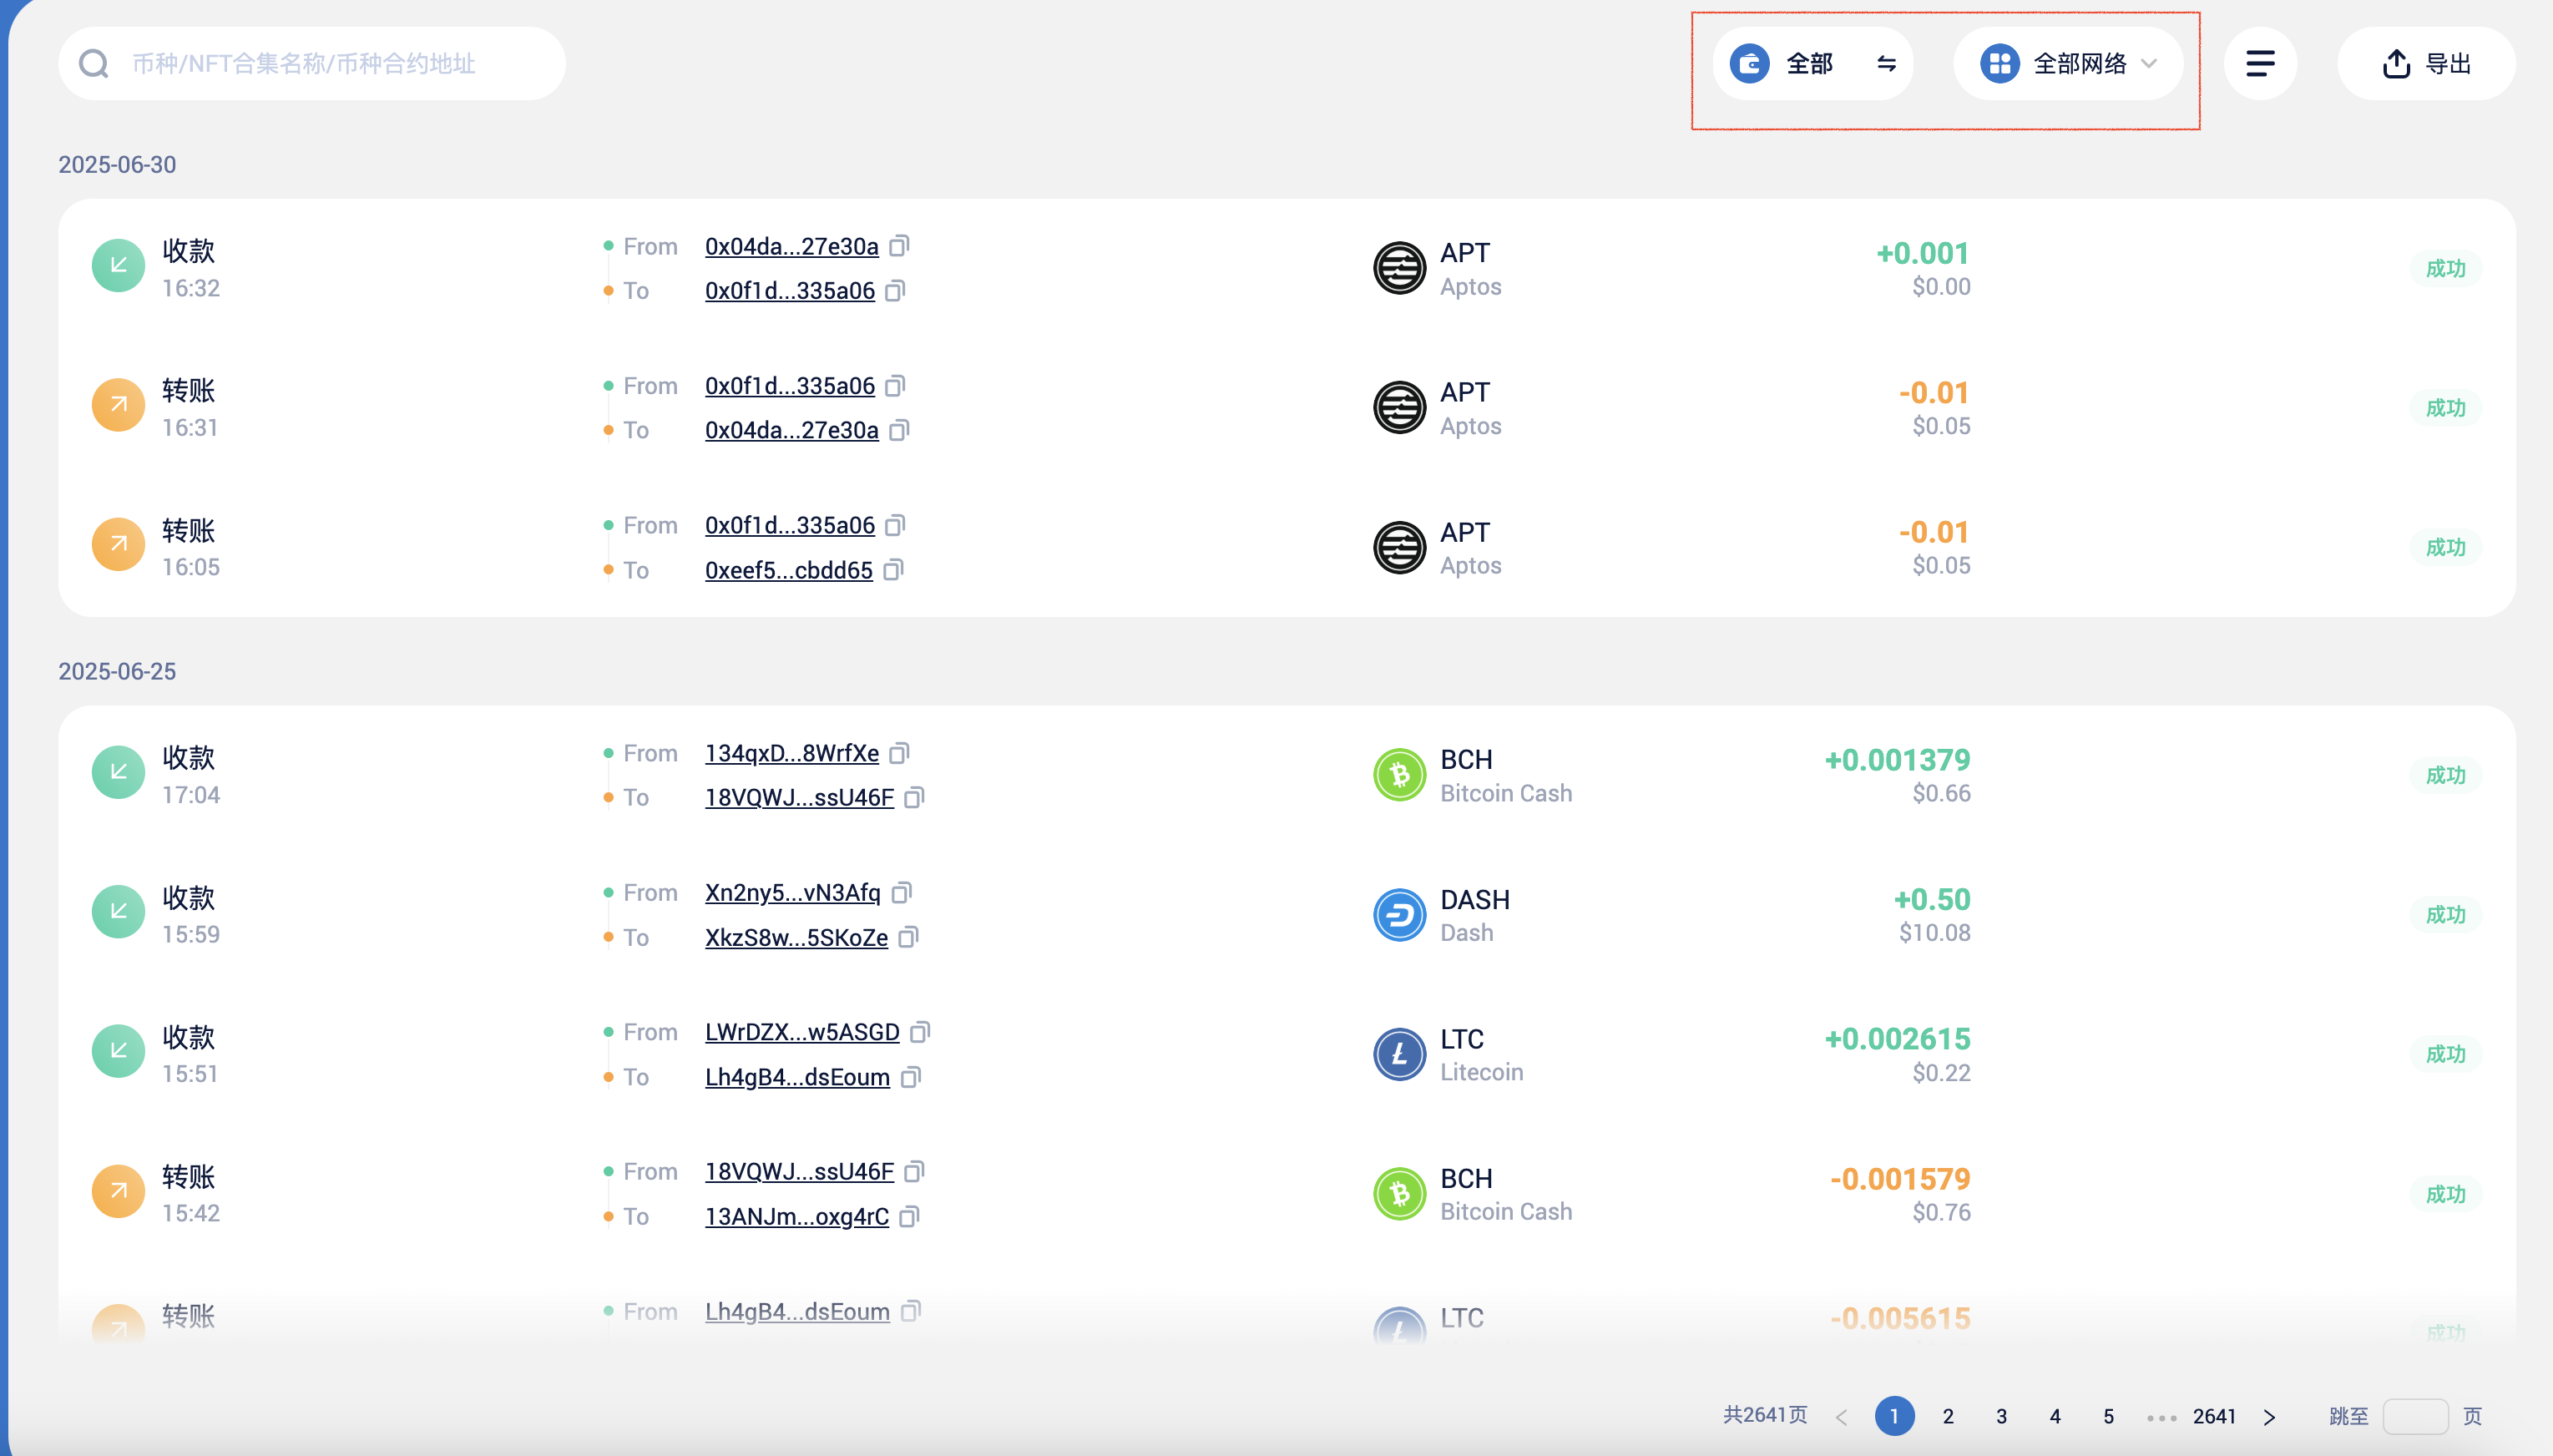 币种/NFT合集名称/币种合约地址
全部
全部网络
导出
2025-06-30
收款
16:32
From 0x04da...27e30a
To 0x0f1d...335a06
APT
Aptos
+0.001
$0.00
成功
转账
16:31
From 0x0f1d...335a06
To 0x04da...27e30a
APT
Aptos
-0.01
$0.05
成功
转账
16:05
From 0x0f1d...335a06
To 0xeef5...cbdd65
APT
Aptos
-0.01
$0.05
成功
2025-06-25
收款
17:04
From 134qxD...8WrfXe
To 18VQWJ...ssU46F
BCH
Bitcoin Cash
+0.001379
$0.66
成功
收款
15:59
From Xn2ny5...vN3Afq
To XkzS8w...5SKoZe
DASH
Dash
+0.50
$10.08
成功
收款
15:51
From LWrDZX...w5ASGD
To Lh4gB4...dsEoum
LTC
Litecoin
+0.002615
$0.22
成功
转账
15:42
From 18VQWJ...ssU46F
To 13ANJm...oxg4rC
BCH
Bitcoin Cash
-0.001579
$0.76
成功
转账
From Lh4gB4...dsEoum
LTC
-0.005615
成功
共2641页 < 1 2 3 4 5 ••• 2641 > 跳至 页